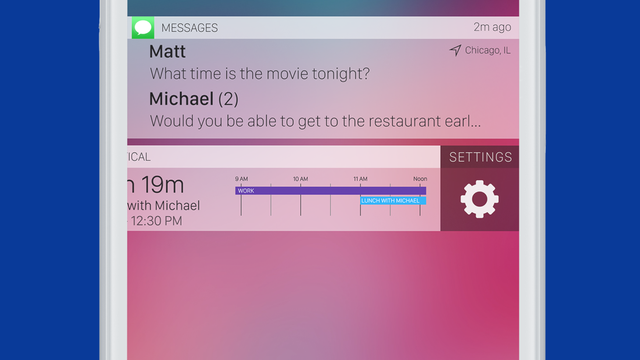 MESSAGES 2m ago
Matt
Chicago, IL
What time is the movie tonight?
Michael (2)
Would you be able to get to the restaurant earl...
ICAL SETTINGS
19m
with Michael
12:30 PM
9 AM 10 AM 11 AM Noon
WORK
LUNCH WITH MICHAEL